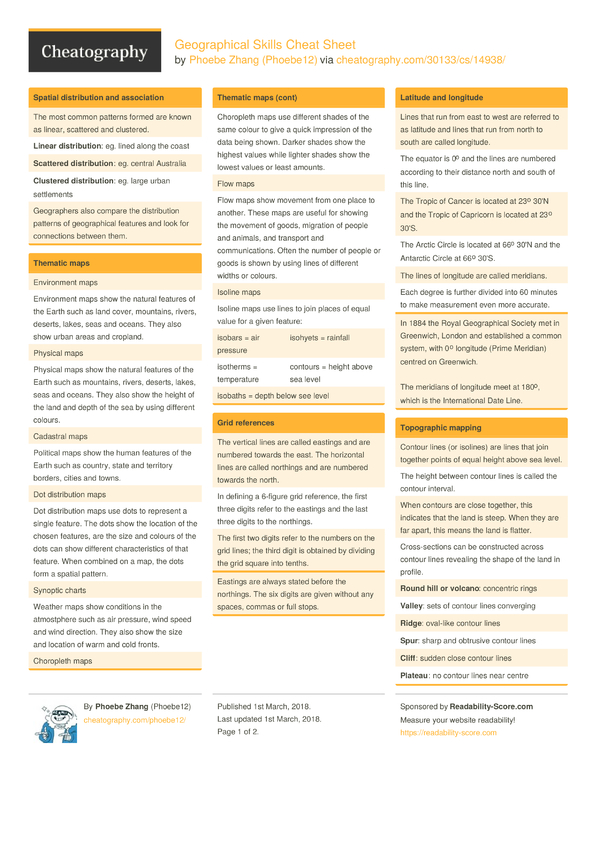 Cheatography
Geographical Skills Cheat Sheet
by Phoebe Zhang (Phoebe12) via cheatography.com/30133/cs/14938/
Spatial distribution and association
The most common patterns formed are known
as linear, scattered and clustered.
Linear distribution: eg. lined along the coast
Scattered distribution: eg. central Australia
Clustered distribution: eg. large urban
settlements
Geographers also compare the distribution
patterns of geographical features and look for
connections between them.
Thematic maps
Environment maps
Environment maps show the natural features of
the Earth such as land cover, mountains, rivers,
deserts, lakes, seas and oceans. They also
show urban areas and cropland.
Physical maps
Physical maps show the natural features of the
Earth such as mountains, rivers, deserts, lakes,
seas and oceans. They also show the height of
the land and depth of the sea by using different
colours.
Cadastral maps
Political maps show the human features of the
Earth such as country, state and territory
borders, cities and towns.
Dot distribution maps
Dot distribution maps use dots to represent a
single feature. The dots show the location of the
chosen features, are the size and colours of the
dots can show different characteristics of that
feature. When combined on a map, the dots
form a spatial pattern.
Synoptic charts
Weather maps show conditions in the
atmostphere such as air pressure, wind speed
and wind direction. They also show the size
and location of warm and cold fronts.
Choropleth maps
Thematic maps (cont)
Choropleth maps use different shades of the
same colour to give a quick impression of the
data being shown. Darker shades show the
highest values while lighter shades show the
lowest values or least amounts.
Flow maps
Flow maps show movement from one place to
another. These maps are useful for showing
the movement of goods, migration of people
and animals, and transport and
communications. Often the number of people or
goods is shown by using lines of different
widths or colours.
Isoline maps
Isoline maps use lines to join places of equal
value for a given feature:
isobars = air
pressure
isohyets = rainfall
isotherms =
temperature
contours = height above
sea level
isobaths = depth below see level
Grid references
The vertical lines are called eastings and are
numbered towards the east. The horizontal
lines are called northings and are numbered
towards the north.
In defining a 6-figure grid reference, the first
three digits refer to the eastings and the last
three digits to the northings.
The first two digits refer to the numbers on the
grid lines; the third digit is obtained by dividing
the grid square into tenths.
Eastings are always stated before the
northings. The six digits are given without any
spaces, commas or full stops.
Latitude and longitude
Lines that run from east to west are referred to
as latitude and lines that run from north to
south are called longitude.
The equator is 0º and the lines are numbered
according to their distance north and south of
this line.
The Tropic of Cancer is located at 23º 30'N
and the Tropic of Capricorn is located at 23º
30'S.
The Arctic Circle is located at 66º 30'N and the
Antarctic Circle at 66º 30'S.
The lines of longitude are called meridians.
Each degree is further divided into 60 minutes
to make measurement even more accurate.
In 1884 the Royal Geographical Society met in
Greenwich, London and established a common
system, with 0º longitude (Prime Meridian)
centred on Greenwich.
The meridians of longitude meet at 180º,
which is the International Date Line.
Topographic mapping
Contour lines (or isolines) are lines that join
together points of equal height above sea level.
The height between contour lines is called the
contour interval.
When contours are close together, this
indicates that the land is steep. When they are
far apart, this means the land is flatter.
Cross-sections can be constructed across
contour lines revealing the shape of the land in
profile.
Round hill or volcano: concentric rings
Valley: sets of contour lines converging
Ridge: oval-like contour lines
Spur: sharp and obtrusive contour lines
Cliff: sudden close contour lines
Plateau: no contour lines near centre
By Phoebe Zhang (Phoebe12)
cheatography.com/phoebe12/
Published 1st March, 2018.
Last updated 1st March, 2018.
Page 1 of 2.
Sponsored by Readability-Score.com
Measure your website readability!
https://readability-score.com